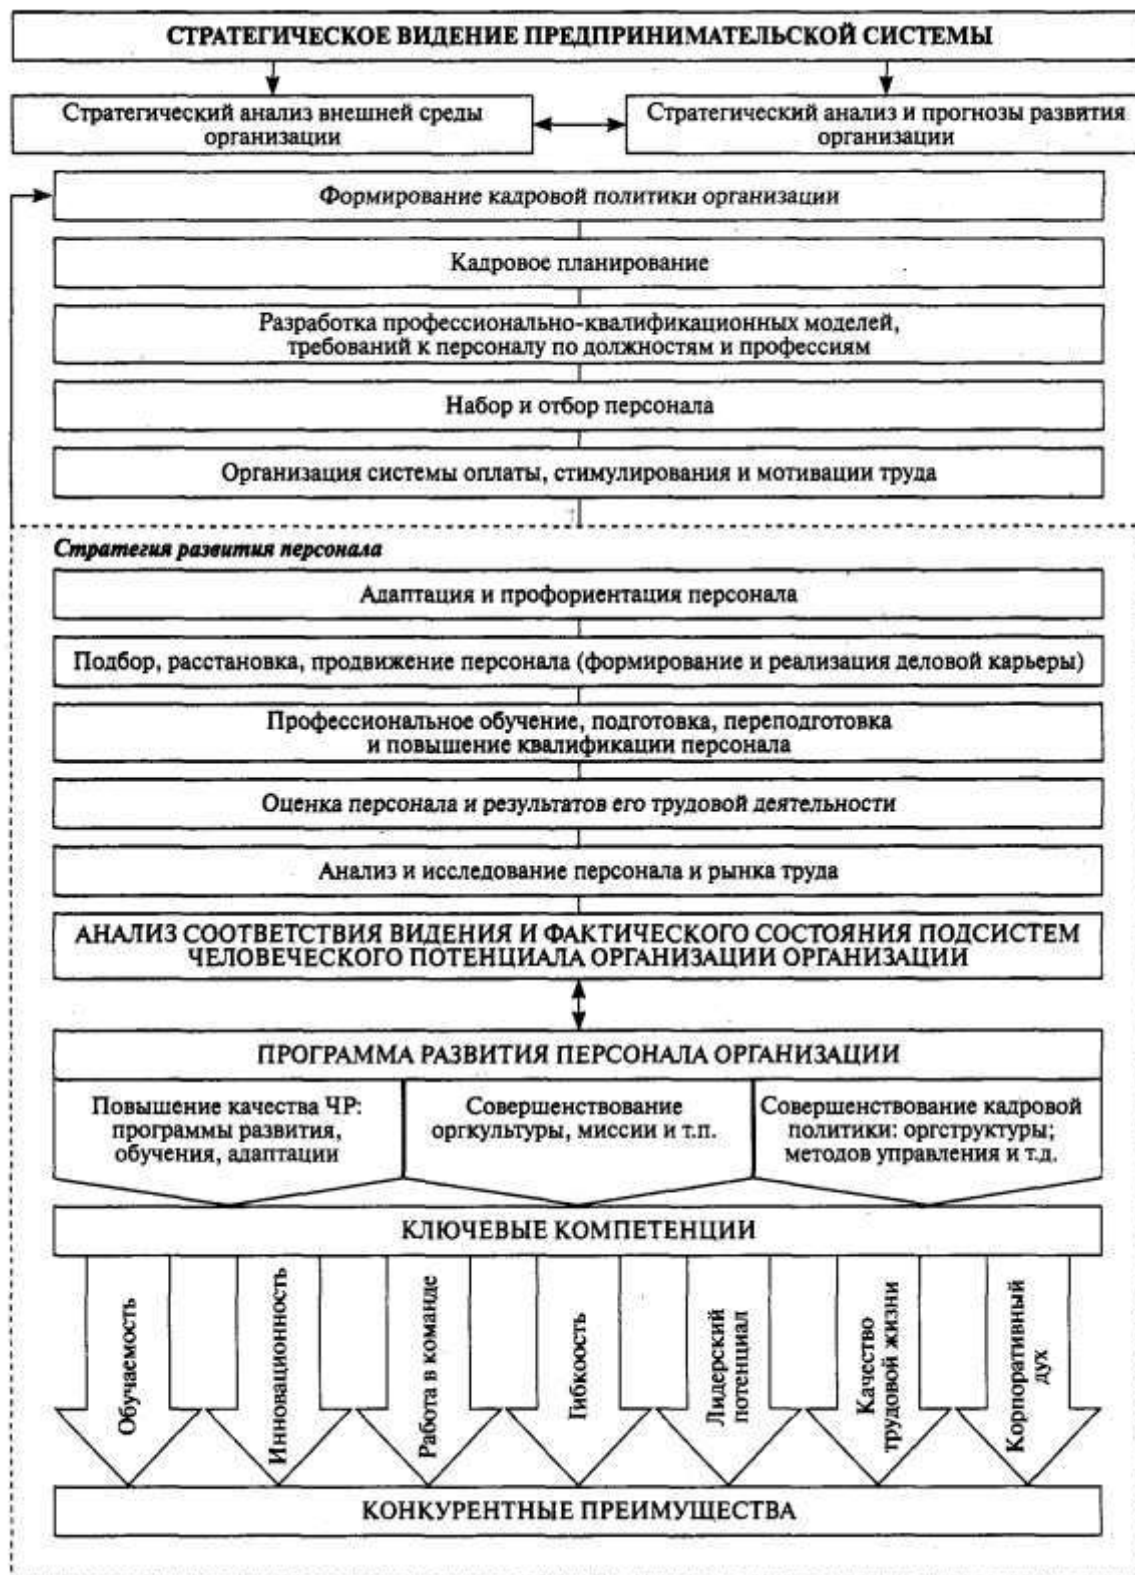 СТРАТЕГИЧЕСКОЕ ВИДЕНИЕ ПРЕДПРИНИМАТЕЛЬСКОЙ СИСТЕМЫ
Стратегический анализ внешней среды
организации
Стратегический анализ и прогнозы развития
организации
Формирование кадровой политики организации
Кадровое планирование
Разработка профессионально-квалификационных моделей,
требований к персоналу по должностям и профессиям
Набор и отбор персонала
Организация системы оплаты, стимулирования и мотивации труда
Стратегия развития персонала
Адаптация и профориентация персонала
Подбор, расстановка, продвижение персонала (формирование и реализация деловой карьеры)
Профессиональное обучение, подготовка, переподготовка
и повышение квалификации персонала
Оценка персонала и результатов его трудовой деятельности
Анализ и исследование персонала и рынка труда
АНАЛИЗ СООТВЕТСТВИЯ ВИДЕНИЯ И ФАКТИЧЕСКОГО СОСТОЯНИЯ ПОДСИСТЕМ
ЧЕЛОВЕЧЕСКОГО ПОТЕНЦИАЛА ОРГАНИЗАЦИИ ОРГАНИЗАЦИИ
ПРОГРАММА РАЗВИТИЯ ПЕРСОНАЛА ОРГАНИЗАЦИИ
Повышение качества ЧР:
программы развития,
обучения, адаптации
Совершенствование
оргкультуры, миссии и т.п.
Совершенствование кадровой
политики: оргструктуры;
методов управления и т.д.
КЛЮЧЕВЫЕ КОМПЕТЕНЦИИ
Обучаемость
Инновационность
Работа в команде
Гибкоость
Лидерский
потенциал
Качество
трудовой жизни
Корпоративный
дух
КОНКУРЕНТНЫЕ ПРЕИМУЩЕСТВА